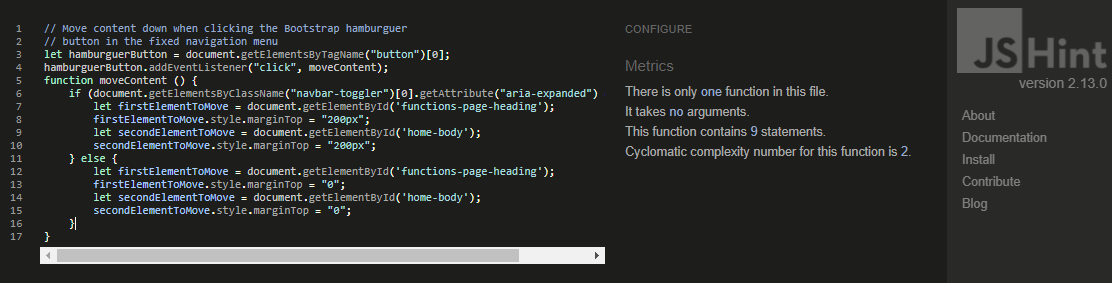 1 // Move content down when clicking the Bootstrap hamburguer
2 // button in the fixed navigation menu
3 let hamburguerButton = document.getElementsByTagName("button")[0];
4 hamburguerButton.addEventListener("click", moveContent);
5 function moveContent () {
6 if (document.getElementsByClassName("navbar-toggler")[0].getAttribute("aria-expanded")
7 let firstElementToMove = document.getElementById('functions-page-heading');
8 firstElementToMove.style.marginTop = "200px";
9 let secondElementToMove = document.getElementById('home-body');
10 secondElementToMove.style.marginTop = "200px";
11 } else {
12 let firstElementToMove = document.getElementById('functions-page-heading');
13 firstElementToMove.style.marginTop = "0";
14 let secondElementToMove = document.getElementById('home-body');
15 secondElementToMove.style.marginTop = "0";
16 }
17 }
CONFIGURE
Metrics
There is only one function in this file.
It takes no arguments.
This function contains 9 statements.
Cyclomatic complexity number for this function is 2.
JSHint
version 2.13.0
About
Documentation
Install
Contribute
Blog